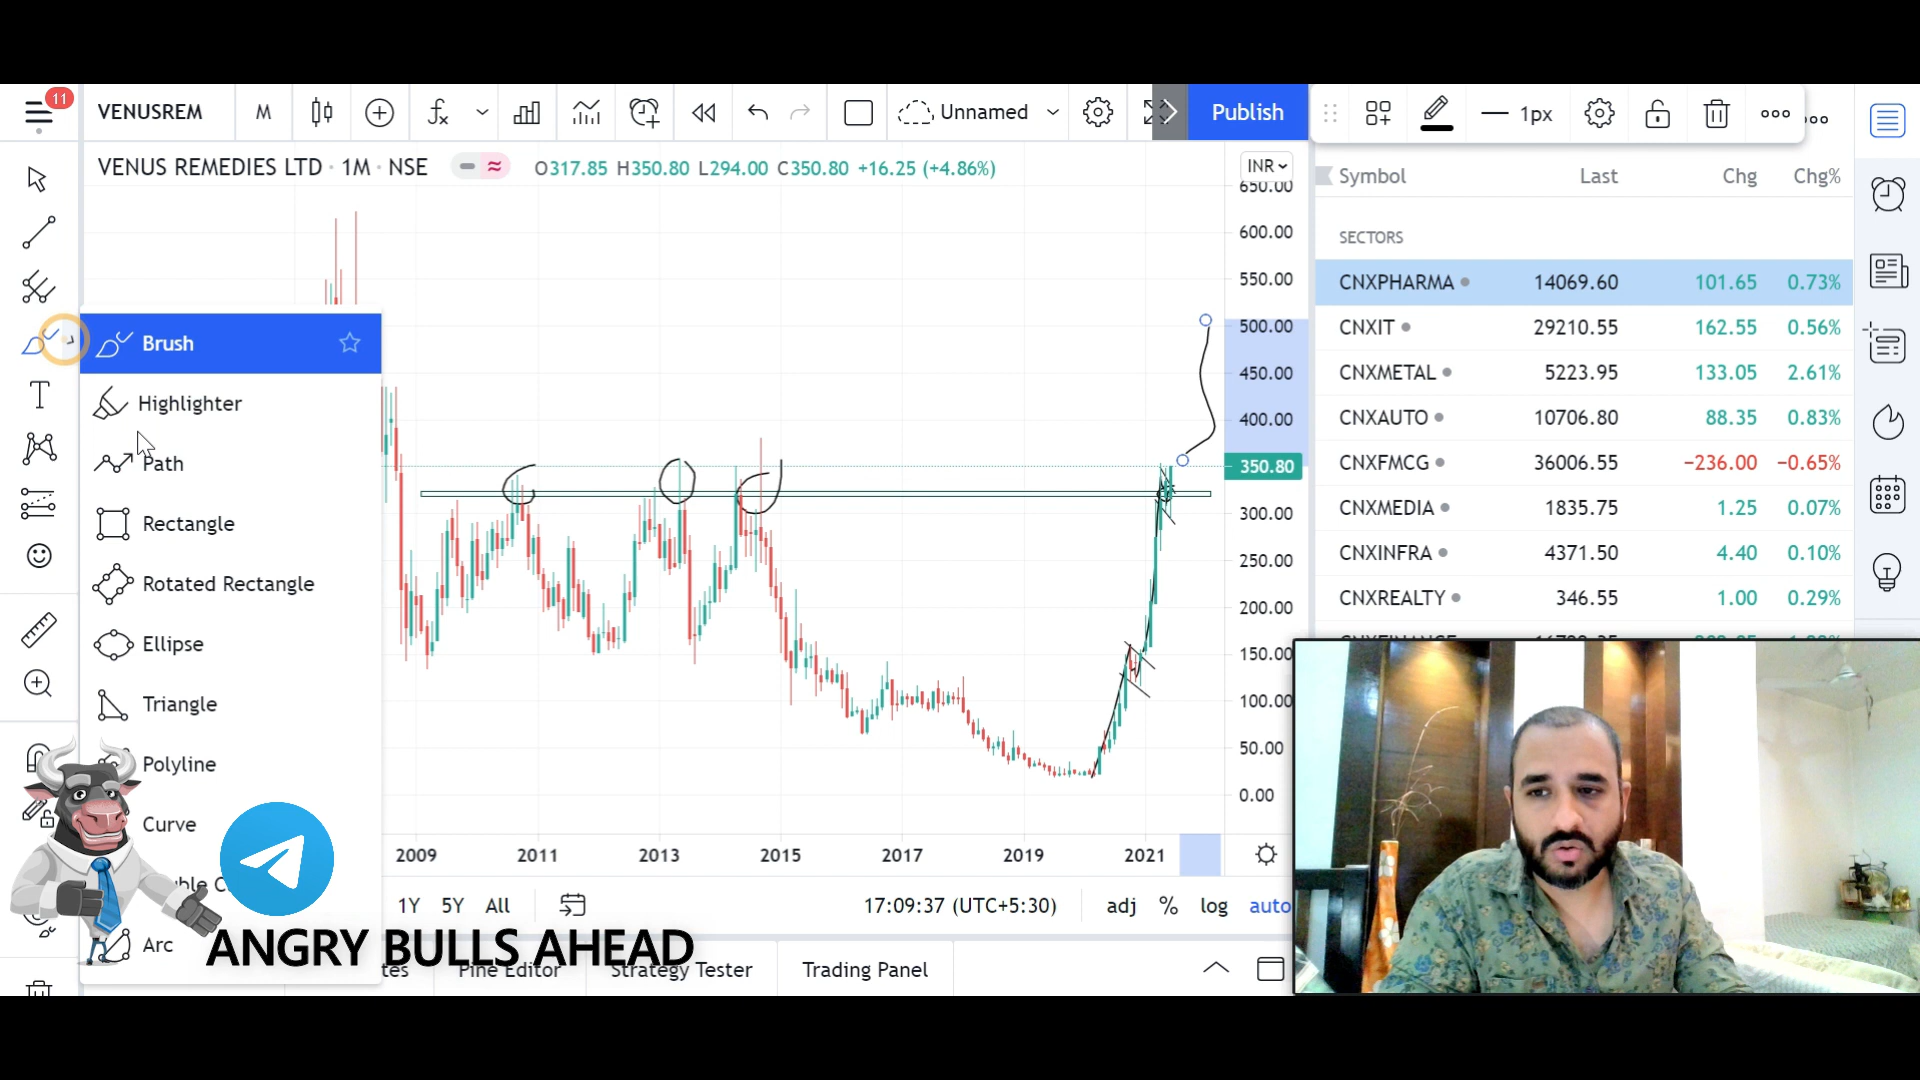 11
VENUSREM
M
Unnamed
Publish
1px
VENUS REMEDIES LTD · 1M · NSE
O317.85 H350.80 L294.00 C350.80 +16.25 (+4.86%)
INR
650.00
600.00
550.00
500.00
450.00
400.00
350.80
300.00
250.00
200.00
150.00
100.00
50.00
0.00
Symbol Last Chg Chg%
SECTORS
CNXPHARMA 14069.60 101.65 0.73%
CNXIT 29210.55 162.55 0.56%
CNXMETAL 5223.95 133.05 2.61%
CNXAUTO 10706.80 88.35 0.83%
CNXFMCG 36006.55 −236.00 −0.65%
CNXMEDIA 1835.75 1.25 0.07%
CNXINFRA 4371.50 4.40 0.10%
CNXREALTY 346.55 1.00 0.29%
Brush
Highlighter
Path
Rectangle
Rotated Rectangle
Ellipse
Triangle
Polyline
Curve
Arc
2009 2011 2013 2015 2017 2019 2021
1Y 5Y All
17:09:37 (UTC+5:30)
adj % log auto
ANGRY BULLS AHEAD
Pine Editor
Strategy Tester
Trading Panel